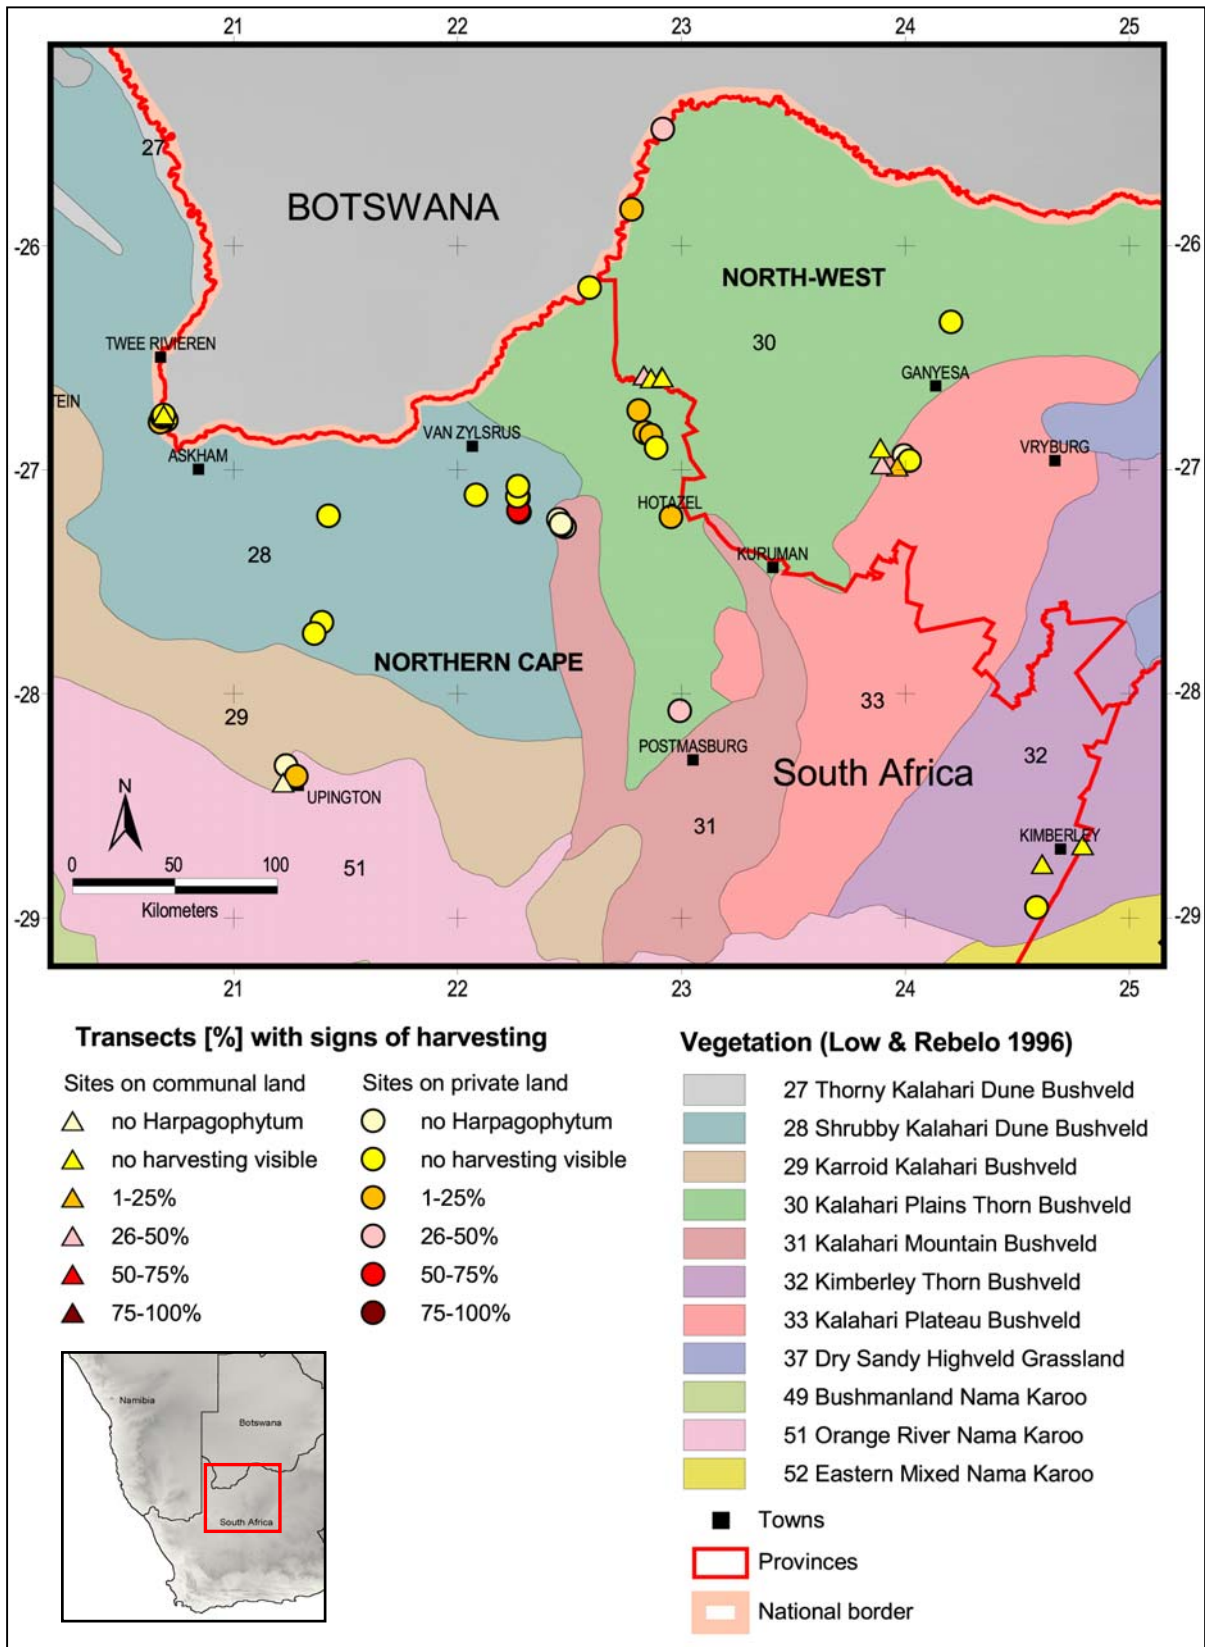 21 22 23 24 25
27
BOTSWANA
-26 -26
NORTH-WEST
30
TWEE RIVIEREN
GANYESA
TEIN
VAN ZYLSRUS
VRYBURG
ASKHAM
-27 -27
HOTAZEL
28
KURUMAN
NORTHERN CAPE
-28 -28
33
29
POSTMASBURG
32
South Africa
N
UPINGTON
31
KIMBERLEY
0 50 100
51
Kilometers
-29 -29
21 22 23 24 25
Transects [%] with signs of harvesting
Sites on communal land
no Harpagophytum
no harvesting visible
1-25%
26-50%
50-75%
75-100%
Sites on private land
no Harpagophytum
no harvesting visible
1-25%
26-50%
50-75%
75-100%
Vegetation (Low & Rebelo 1996)
27 Thorny Kalahari Dune Bushveld
28 Shrubby Kalahari Dune Bushveld
29 Karroid Kalahari Bushveld
30 Kalahari Plains Thorn Bushveld
31 Kalahari Mountain Bushveld
32 Kimberley Thorn Bushveld
33 Kalahari Plateau Bushveld
37 Dry Sandy Highveld Grassland
49 Bushmanland Nama Karoo
51 Orange River Nama Karoo
52 Eastern Mixed Nama Karoo
Towns
Provinces
National border
Namibia
Botswana
South Africa